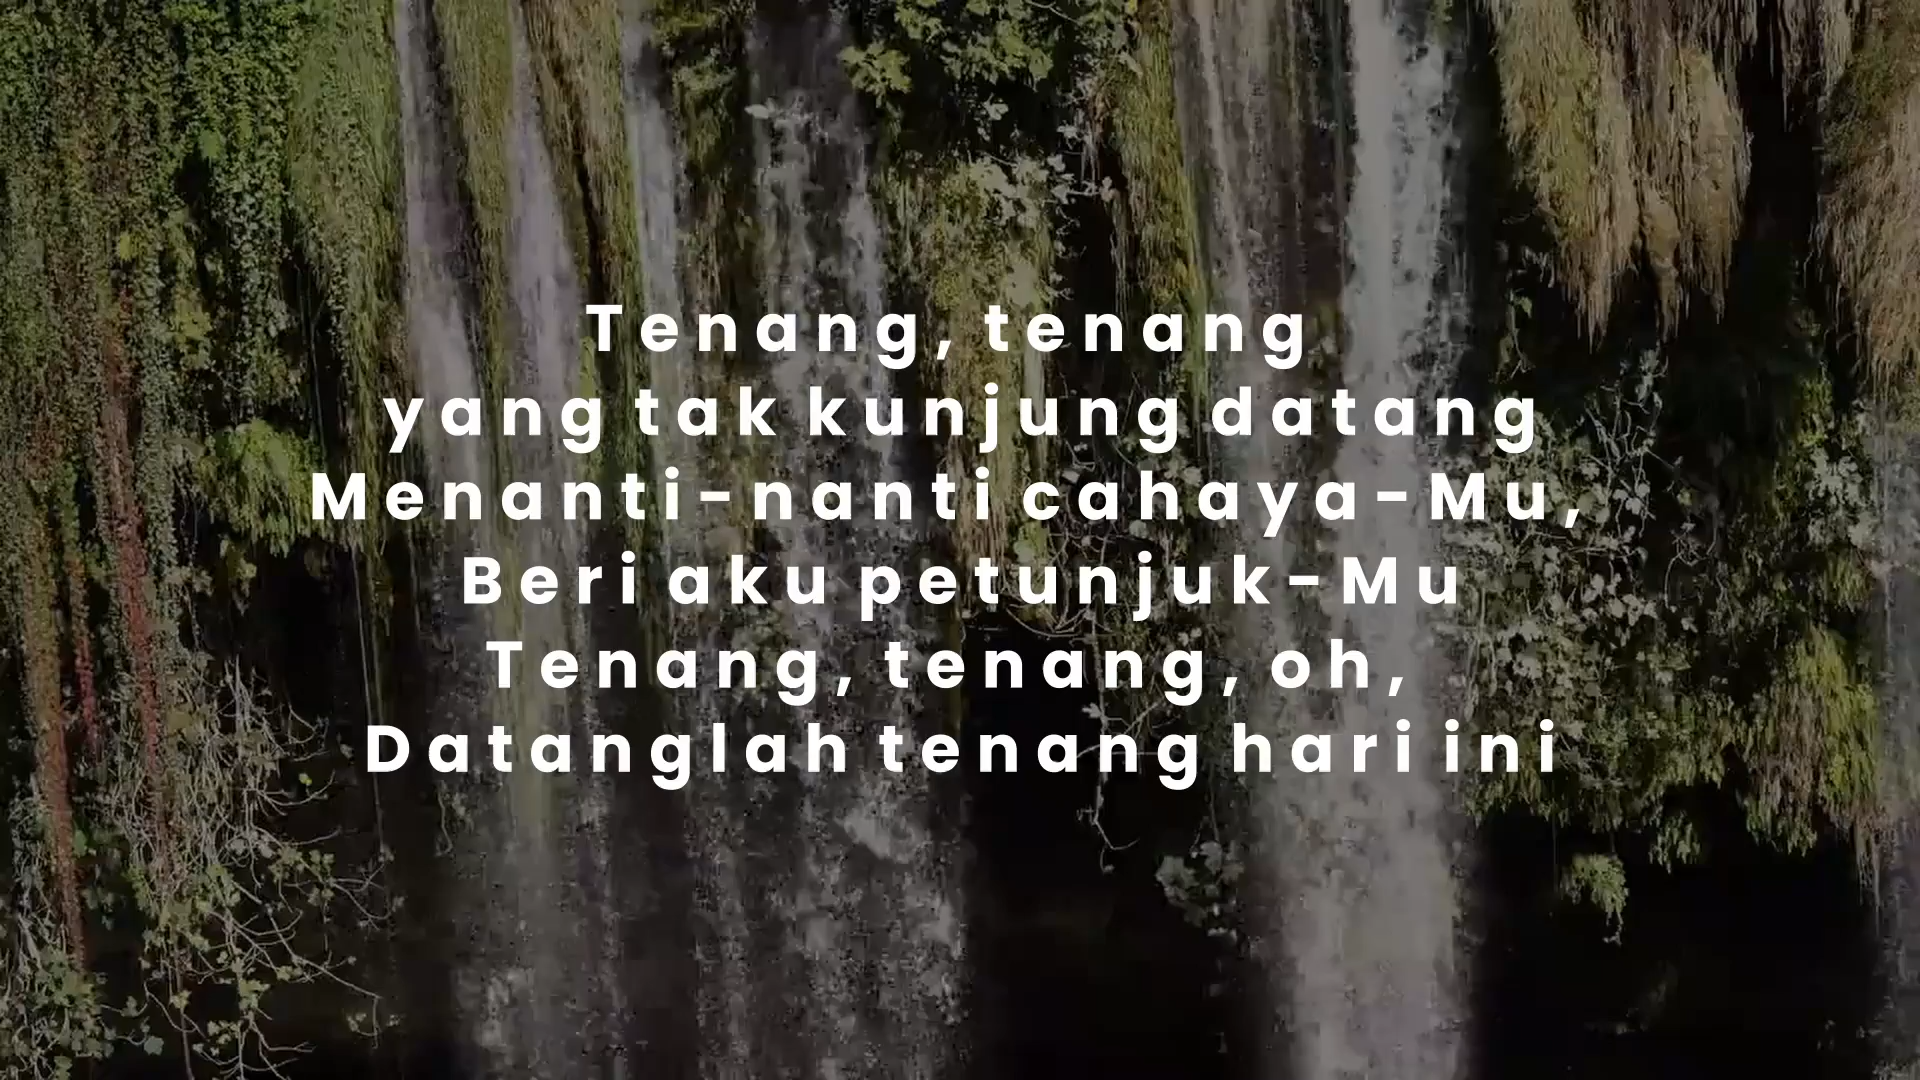 Tenang, tenang
yang tak kunjung datang
Menanti-nanti cahaya-Mu,
Beri aku petunjuk-Mu
Tenang, tenang, oh,
Datanglah tenang hari ini